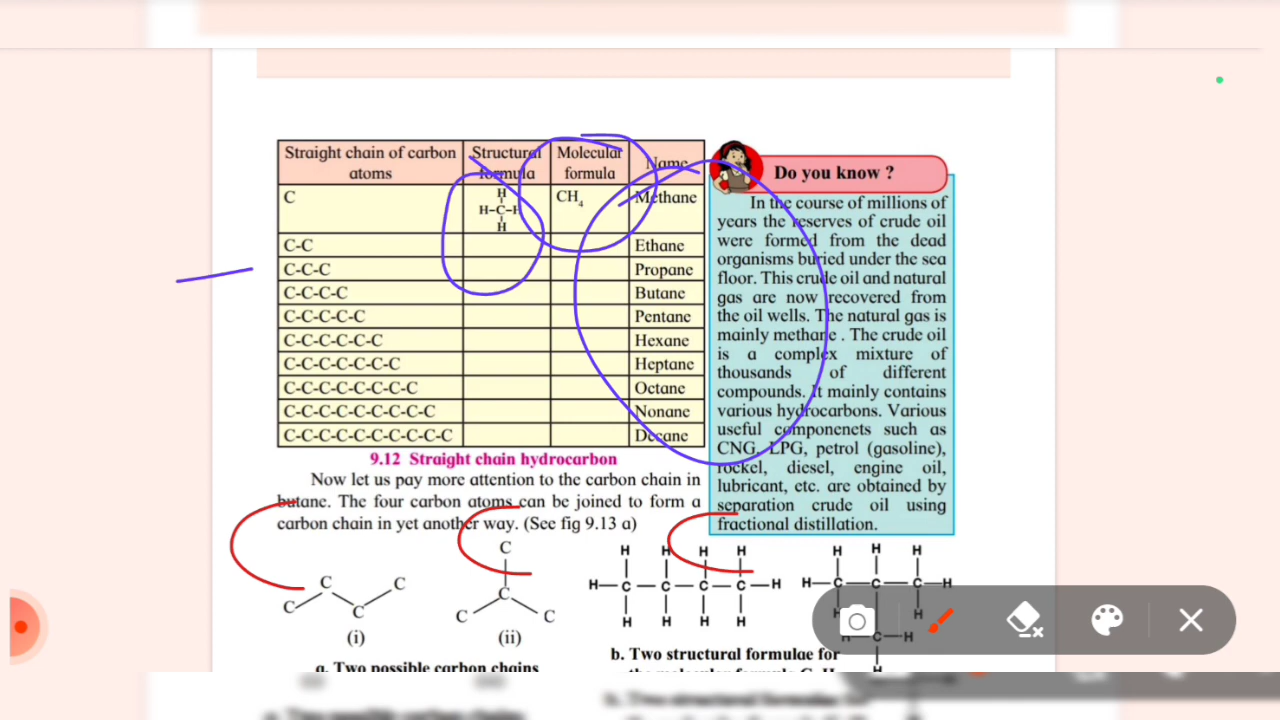 Straight chain of carbon atoms Structural formula Molecular formula Name
C H H-C-H H CH4 Methane
C-C Ethane
C-C-C Propane
C-C-C-C Butane
C-C-C-C-C Pentane
C-C-C-C-C-C Hexane
C-C-C-C-C-C-C Heptane
C-C-C-C-C-C-C-C Octane
C-C-C-C-C-C-C-C-C Nonane
C-C-C-C-C-C-C-C-C-C Decane
9.12 Straight chain hydrocarbon
Now let us pay more attention to the carbon chain in
butane. The four carbon atoms can be joined to form a
carbon chain in yet another way. (See fig 9.13 a)
Do you know ?
In the course of millions of
years the reserves of crude oil
were formed from the dead
organisms buried under the sea
floor. This crude oil and natural
gas are now recovered from
the oil wells. The natural gas is
mainly methane . The crude oil
is a complex mixture of
thousands of different
compounds. It mainly contains
various hydrocarbons. Various
useful componenets such as
CNG, LPG, petrol (gasoline),
rockel, diesel, engine oil,
lubricant, etc. are obtained by
separation crude oil using
fractional distillation.
C C C C
(i)
C C C C
(ii)
H H H H
H C C C C H
H H H H
H H H
H C C C H
H
C H
H
a. Two possible carbon chains
b. Two structural formulae for